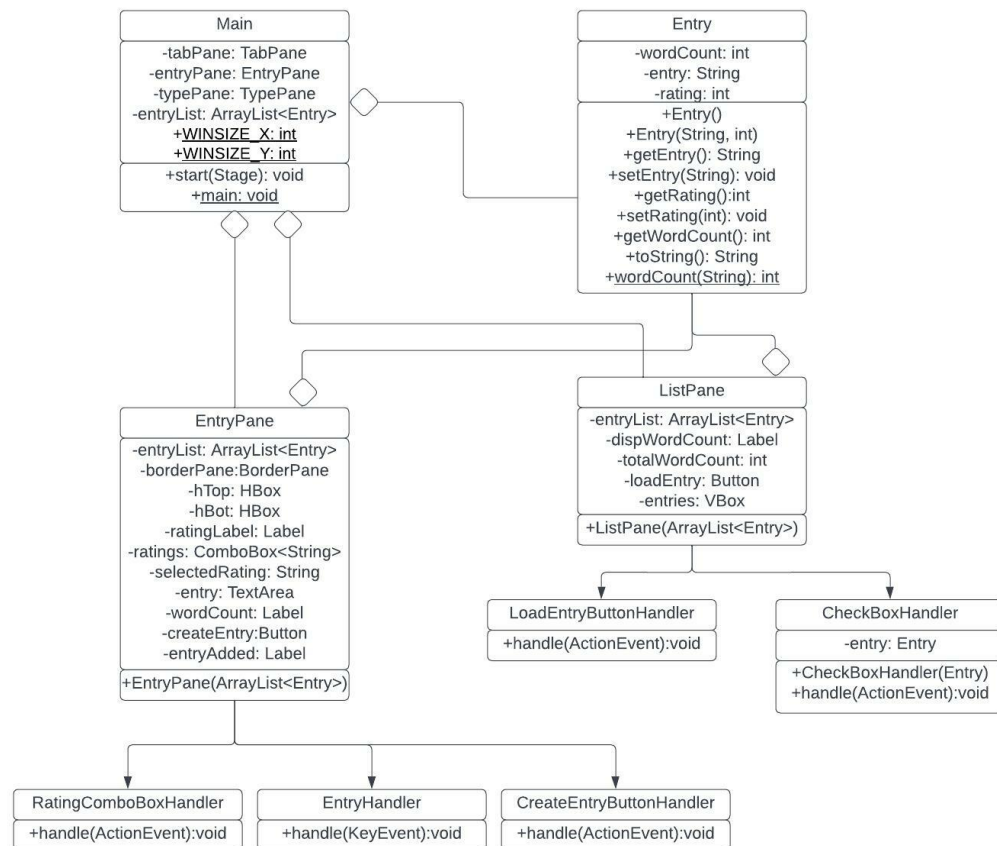 Main
-tabPane: TabPane
-entryPane: EntryPane
-typePane: TypePane
-entryList: ArrayList<Entry>
+WINSIZE_X: int
+WINSIZE_Y: int
+start(Stage): void
+main: void
Entry
-wordCount: int
-entry: String
-rating: int
+Entry()
+Entry(String, int)
+getEntry(): String
+setEntry(String): void
+getRating():int
+setRating(int): void
+getWordCount(): int
+toString(): String
+wordCount(String): int
EntryPane
-entryList: ArrayList<Entry>
-borderPane:BorderPane
-hTop: HBox
-hBot: HBox
-ratingLabel: Label
-ratings: ComboBox<String>
-selectedRating: String
-entry: TextArea
-wordCount: Label
-createEntry:Button
-entryAdded: Label
+EntryPane(ArrayList<Entry>)
ListPane
-entryList: ArrayList<Entry>
-dispWordCount: Label
-totalWordCount: int
-loadEntry: Button
-entries: VBox
+ListPane(ArrayList<Entry>)
LoadEntryButtonHandler
+handle(ActionEvent):void
CheckBoxHandler
-entry: Entry
+CheckBoxHandler(Entry)
+handle(ActionEvent):void
RatingComboBoxHandler
+handle(ActionEvent):void
EntryHandler
+handle(KeyEvent):void
CreateEntryButtonHandler
+handle(ActionEvent):void